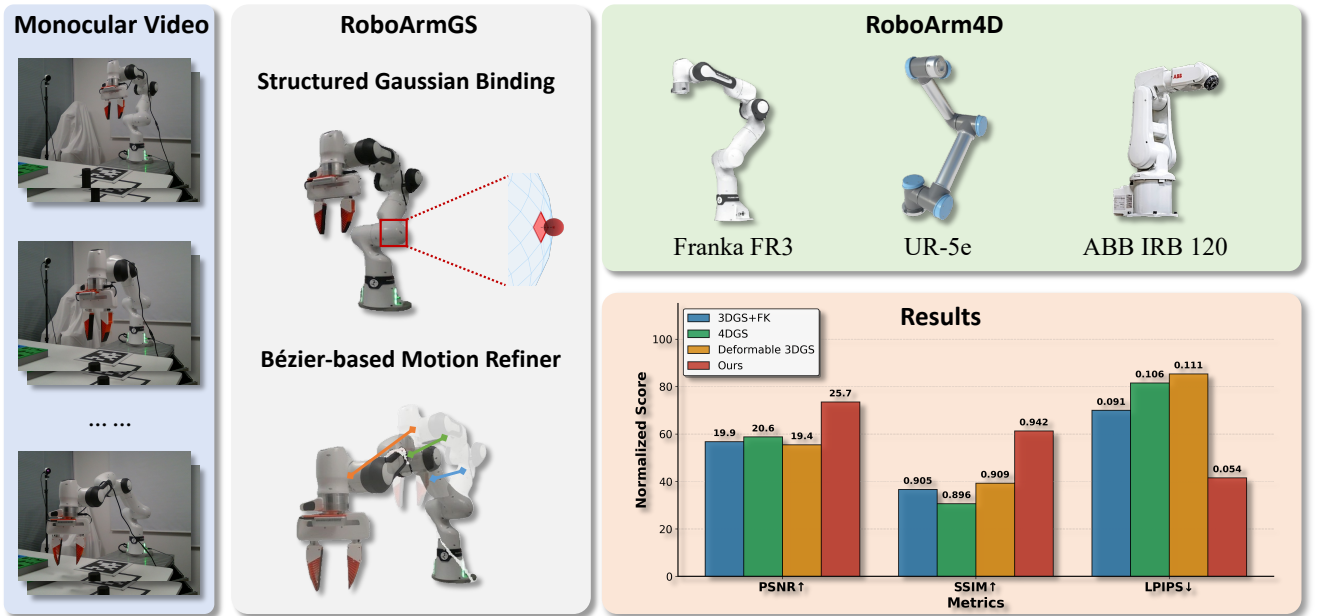 Monocular Video
... ...
RoboArmGS
Structured Gaussian Binding
Bézier-based Motion Refiner
RoboArm4D
ABB
Franka FR3
UR-5e
ABB IRB 120
Results
3DGS+FK
4DGS
Deformable 3DGS
Ours
Normalized Score
100
80
60
40
20
0
19.9
20.6
19.4
25.7
0.905
0.896
0.909
0.942
0.091
0.106
0.111
0.054
PSNR↑
SSIM↑
LPIPS↓
Metrics